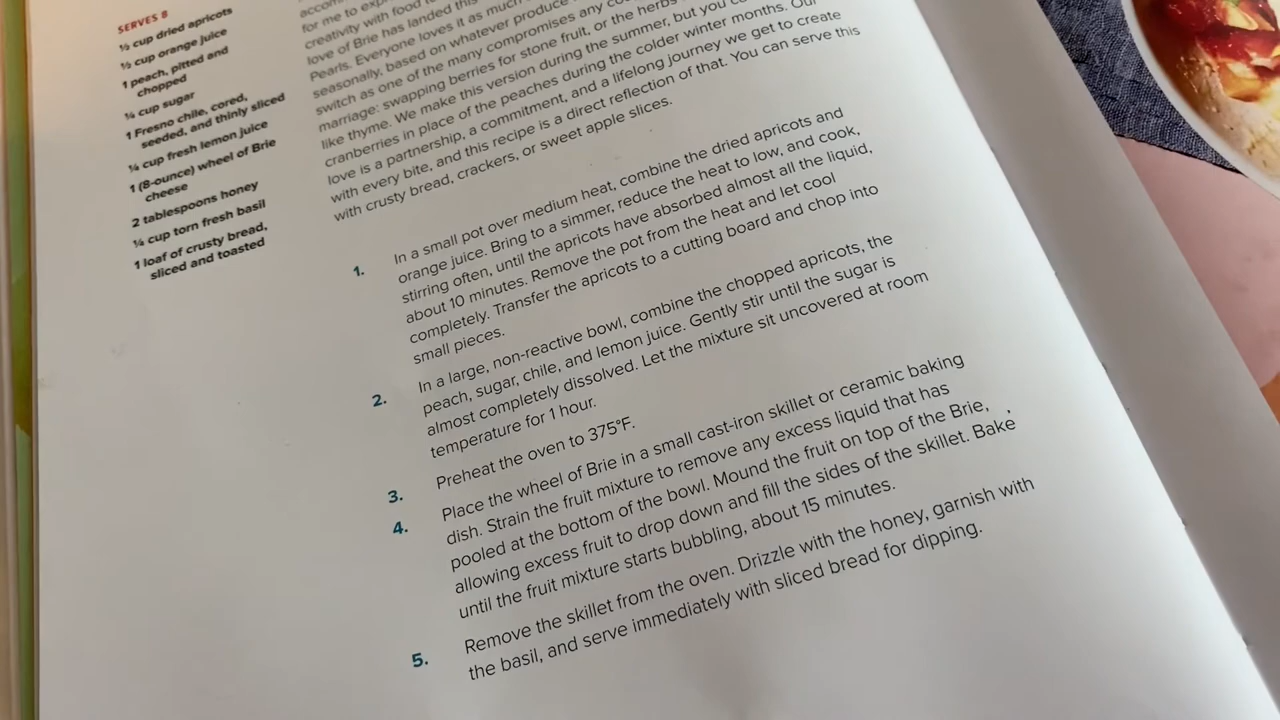 SERVES 8
½ cup dried apricots
½ cup orange juice
1 peach, pitted and
chopped
¼ cup sugar
1 Fresno chile, cored,
seeded, and thinly sliced
¼ cup fresh lemon juice
1 (8-ounce) wheel of Brie
cheese
2 tablespoons honey
¼ cup torn fresh basil
1 loaf of crusty bread,
sliced and toasted
for me to
creativity with food
love of Brie has landed this
Pearls. Everyone loves it as much
seasonally, based on whatever produce
switch as one of the many compromises any
marriage: swapping berries for stone fruit, or the herbs
like thyme. We make this version during the summer, but you
cranberries in place of the peaches during the colder winter months. Our
love is a partnership, a commitment, and a lifelong journey we get to create
with every bite, and this recipe is a direct reflection of that. You can serve this
with crusty bread, crackers, or sweet apple slices.
1. In a small pot over medium heat, combine the dried apricots and
orange juice. Bring to a simmer, reduce the heat to low, and cook,
stirring often, until the apricots have absorbed almost all the liquid,
about 10 minutes. Remove the pot from the heat and let cool
completely. Transfer the apricots to a cutting board and chop into
small pieces.
2. In a large, non-reactive bowl, combine the chopped apricots, the
peach, sugar, chile, and lemon juice. Gently stir until the sugar is
almost completely dissolved. Let the mixture sit uncovered at room
temperature for 1 hour.
3. Preheat the oven to 375°F.
4. Place the wheel of Brie in a small cast-iron skillet or ceramic baking
dish. Strain the fruit mixture to remove any excess liquid that has
pooled at the bottom of the bowl. Mound the fruit on top of the Brie,
allowing excess fruit to drop down and fill the sides of the skillet. Bake
until the fruit mixture starts bubbling, about 15 minutes.
5. Remove the skillet from the oven. Drizzle with the honey, garnish with
the basil, and serve immediately with sliced bread for dipping.